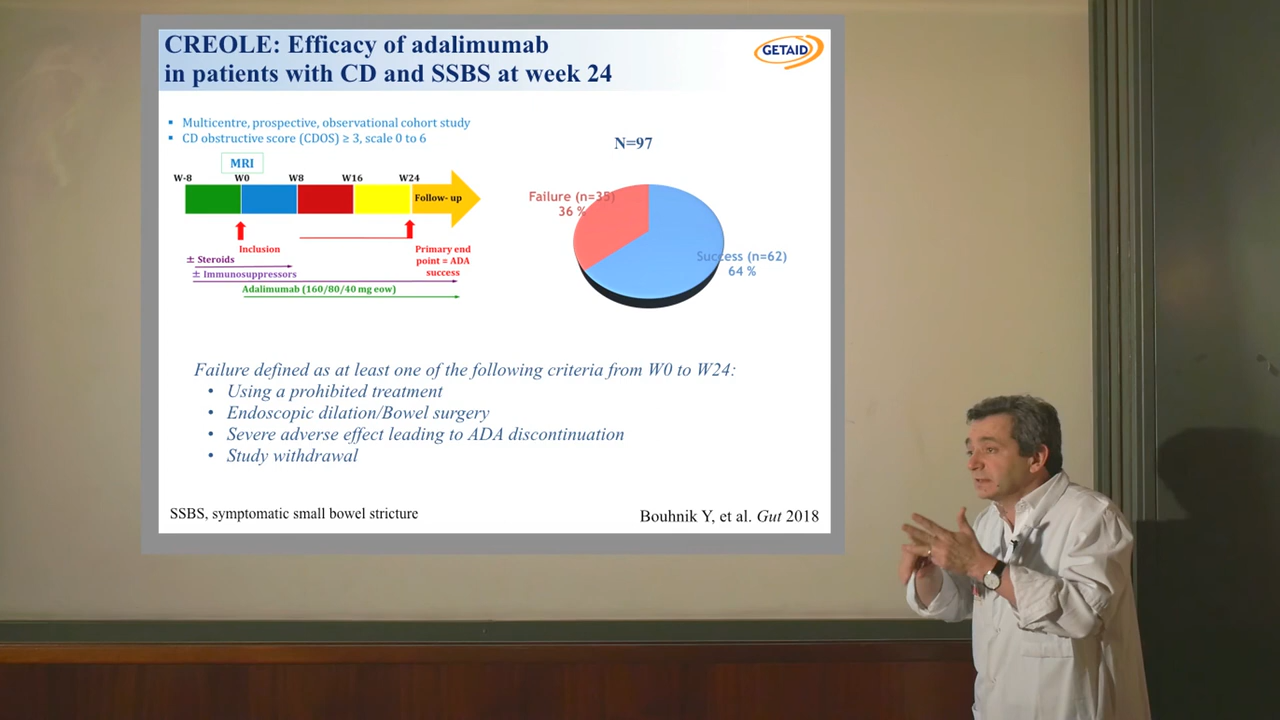 CREOLE: Efficacy of adalimumab
in patients with CD and SSBS at week 24
GETAID
▪ Multicentre, prospective, observational cohort study
▪ CD obstructive score (CDOS) ≥ 3, scale 0 to 6
MRI
W-8 W0 W8 W16 W24
Follow- up
Inclusion
Primary end
point = ADA
success
± Steroids
± Immunosuppressors
Adalimumab (160/80/40 mg eow)
N=97
Failure (n=35)
36 %
Success (n=62)
64 %
Failure defined as at least one of the following criteria from W0 to W24:
• Using a prohibited treatment
• Endoscopic dilation/Bowel surgery
• Severe adverse effect leading to ADA discontinuation
• Study withdrawal
SSBS, symptomatic small bowel stricture
Bouhnik Y, et al. Gut 2018